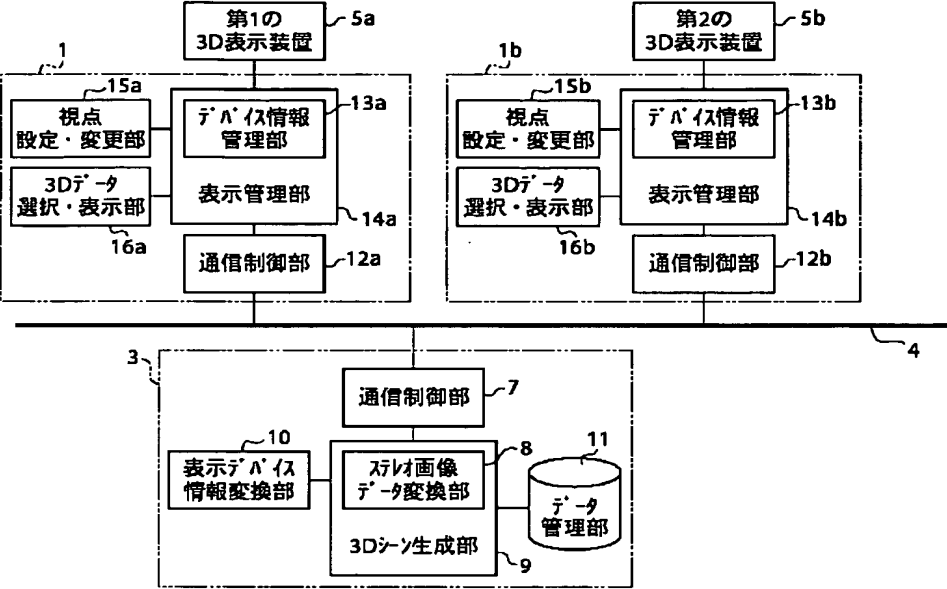 第1の
3D表示装置
5a
1
15a
視点
設定・変更部
13a
ﾃﾞﾊﾞｲｽ情報
管理部
3Dﾃﾞｰﾀ
選択・表示部
16a
表示管理部
14a
通信制御部
12a
第2の
3D表示装置
5b
1b
15b
視点
設定・変更部
13b
ﾃﾞﾊﾞｲｽ情報
管理部
3Dﾃﾞｰﾀ
選択・表示部
16b
表示管理部
14b
通信制御部
12b
4
3
通信制御部
7
10
表示ﾃﾞﾊﾞｲｽ
情報変換部
8
ｽﾃﾚｵ画像
ﾃﾞｰﾀ変換部
3Dｼｰﾝ生成部
9
11
ﾃﾞｰﾀ
管理部